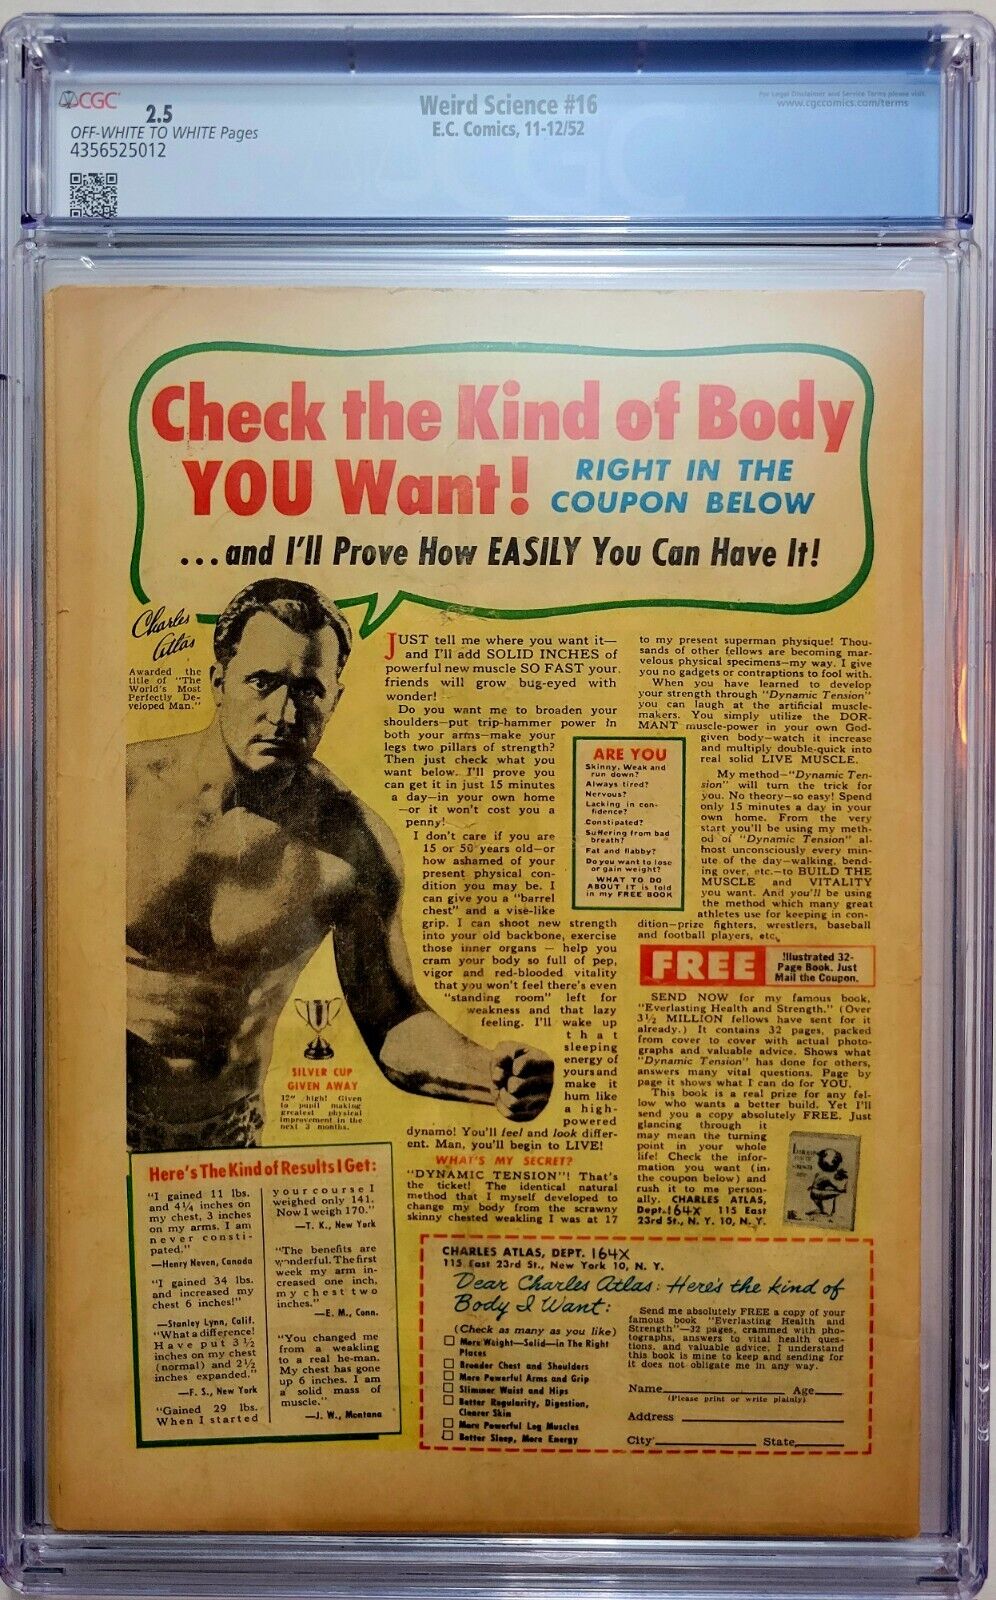 CGC
2.5
OFF-WHITE TO WHITE Pages
4356525012
Weird Science #16
E.C. Comics, 11-12/52
For Legal Disclaimer and Service Terms please visit
www.cgccomics.com/terms
Check the Kind of Body
YOU Want!
RIGHT IN THE
COUPON BELOW
...and I'll Prove How EASILY You Can Have It!
Charles
Atlas
Awarded the
title of "The
World's Most
Perfectly De-
veloped Man."
JUST tell me where you want it—
and I'll add SOLID INCHES of
powerful new muscle SO FAST your
friends will grow bug-eyed with
wonder!
Do you want me to broaden your
shoulders—put trip-hammer power in
both your arms—make your
legs two pillars of strength?
Then just check what you
want below. I'll prove you
can get it in just 15 minutes
a day—in your own home
—or it won't cost you a
penny!
I don't care if you are
15 or 50 years old—or
how ashamed of your
present physical con-
dition you may be. I
can give you a "barrel
chest" and a vise-like
grip. I can shoot new strength
into your old backbone, exercise
those inner organs — help you
cram your body so full of pep,
vigor and red-blooded vitality
that you won't feel there's even
"standing room" left for
weakness and that lazy
feeling. I'll wake up
that
sleeping
energy of
yours and
make it
hum like
a high-
powered
dynamo! You'll feel and look differ-
ent. Man, you'll begin to LIVE!
WHAT'S MY SECRET?
"DYNAMIC TENSION"! That's
the ticket! The identical natural
method that I myself developed to
change my body from the scrawny
skinny chested weakling I was at 17
to my present superman physique! Thou-
sands of other fellows are becoming mar-
velous physical specimens—my way. I give
you no gadgets or contraptions to fool with.
When you have learned to develop
your strength through "Dynamic Tension"
you can laugh at the artificial muscle-
makers. You simply utilize the DOR-
MANT muscle-power in your own God-
given body—watch it increase
and multiply double-quick into
real solid LIVE MUSCLE.
My method—"Dynamic Ten-
sion" will turn the trick for
you. No theory—so easy! Spend
only 15 minutes a day in your
own home. From the very
start you'll be using my meth-
od of "Dynamic Tension" al-
most unconsciously every min-
ute of the day—walking, bend-
ing over, etc.—to BUILD THE
MUSCLE and VITALITY
you want. And you'll be using
the method which many great
athletes use for keeping in con-
dition—prize fighters, wrestlers, baseball
and football players, etc.
ARE YOU
Skinny, Weak and
run down?
Always tired?
Nervous?
Lacking in con-
fidence?
Constipated?
Suffering from bad
breath?
Fat and flabby?
Do you want to lose
or gain weight?
WHAT TO DO
ABOUT IT is told
in my FREE BOOK
FREE
Illustrated 32-
Page Book. Just
Mail the Coupon.
SEND NOW for my famous book,
"Everlasting Health and Strength." (Over
3½ MILLION fellows have sent for it
already.) It contains 32 pages, packed
from cover to cover with actual photo-
graphs and valuable advice. Shows what
"Dynamic Tension" has done for others,
answers many vital questions. Page by
page it shows what I can do for YOU.
This book is a real prize for any fel-
low who wants a better build. Yet I'll
send you a copy absolutely FREE. Just
glancing through it
may mean the turning
point in your whole
life! Check the infor-
mation you want (in
the coupon below) and
rush it to me person-
ally. CHARLES ATLAS,
Dept. 164X 115 East
23rd St., N. Y. 10, N. Y.
SILVER CUP
GIVEN AWAY
12" high! Given
to pupil making
greatest physical
improvement in the
next 3 months.
Here's The Kind of Results I Get:
"I gained 11 lbs.
and 4¼ inches on
my chest, 3 inches
on my arms. I am
never consti-
pated."
—Henry Neven, Canada
"I gained 34 lbs.
and increased my
chest 6 inches!"
—Stanley Lynn, Calif.
"What a difference!
Have put 3½
inches on my chest
(normal) and 2½
inches expanded."
—F. S., New York
"Gained 29 lbs.
When I started
your course I
weighed only 141.
Now I weigh 170."
—T. K., New York
"The benefits are
wonderful. The first
week my arm in-
creased one inch,
my chest two
inches."
—E. M., Conn.
"You changed me
from a weakling
to a real he-man.
My chest has gone
up 6 inches. I am
a solid mass of
muscle."
—J. W., Montana
CHARLES ATLAS, DEPT. 164X
115 East 23rd St., New York 10, N. Y.
Dear Charles Atlas: Here's the kind of
Body I Want:
(Check as many as you like)
More Weight—Solid—in The Right
Places
Broader Chest and Shoulders
More Powerful Arms and Grip
Slimmer Waist and Hips
Better Regularity, Digestion,
Clearer Skin
More Powerful Leg Muscles
Better Sleep, More Energy
Send me absolutely FREE a copy of your
famous book "Everlasting Health and
Strength"—32 pages, crammed with pho-
tographs, answers to vital health ques-
tions, and valuable advice. I understand
this book is mine to keep and sending for
it does not obligate me in any way.
Name Age
(Please print or write plainly)
Address
City State